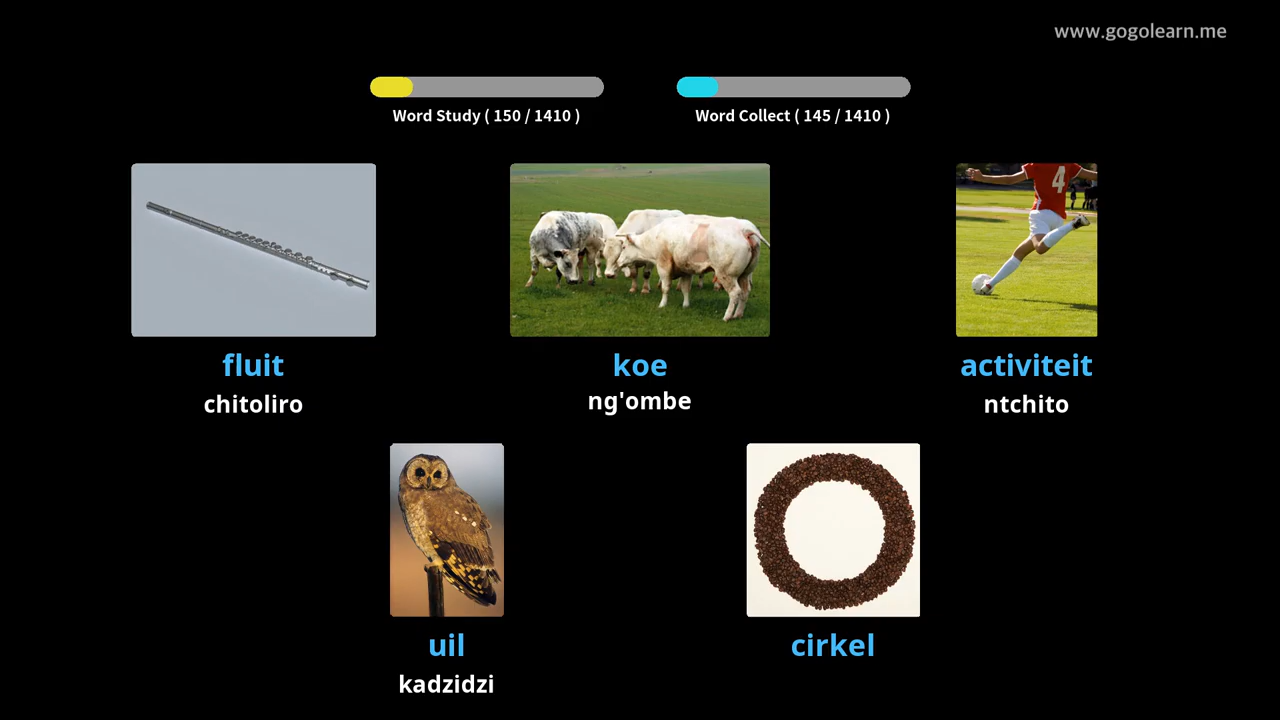 www.gogolearn.me
Word Study ( 150 / 1410 )
Word Collect ( 145 / 1410 )
4
fluit
koe
activiteit
chitoliro
ng'ombe
ntchito
uil
cirkel
kadzidzi